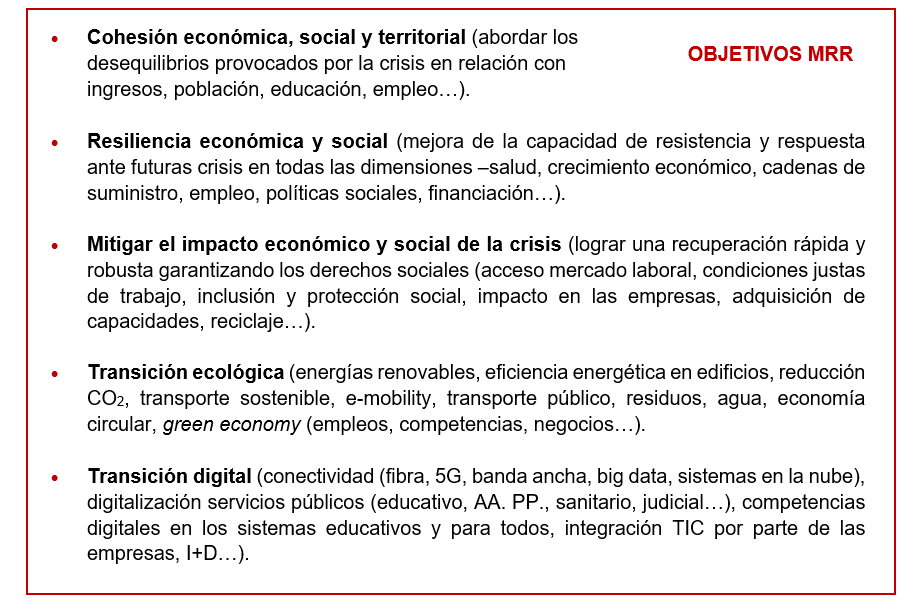 OBJETIVOS MRR
• Cohesión económica, social y territorial (abordar los
desequilibrios provocados por la crisis en relación con
ingresos, población, educación, empleo…).
• Resiliencia económica y social (mejora de la capacidad de resistencia y respuesta
ante futuras crisis en todas las dimensiones –salud, crecimiento económico, cadenas de
suministro, empleo, políticas sociales, financiación…).
• Mitigar el impacto económico y social de la crisis (lograr una recuperación rápida y
robusta garantizando los derechos sociales (acceso mercado laboral, condiciones justas
de trabajo, inclusión y protección social, impacto en las empresas, adquisición de
capacidades, reciclaje…).
• Transición ecológica (energías renovables, eficiencia energética en edificios, reducción
CO₂, transporte sostenible, e-mobility, transporte público, residuos, agua, economía
circular, green economy (empleos, competencias, negocios…).
• Transición digital (conectividad (fibra, 5G, banda ancha, big data, sistemas en la nube),
digitalización servicios públicos (educativo, AA. PP., sanitario, judicial…), competencias
digitales en los sistemas educativos y para todos, integración TIC por parte de las
empresas, I+D…).